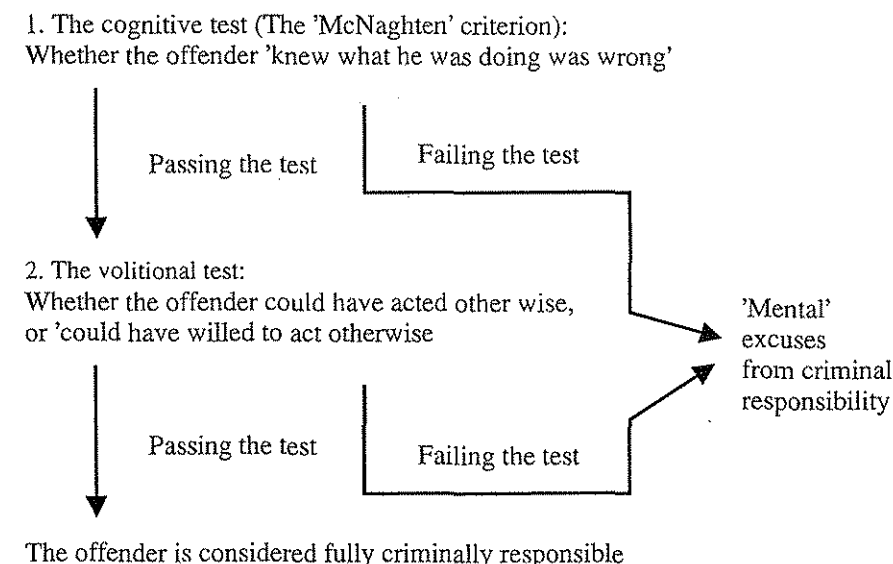 1. The cognitive test (The 'McNaghten' criterion):
Whether the offender 'knew what he was doing was wrong'
Passing the test
Failing the test
2. The volitional test:
Whether the offender could have acted other wise,
or 'could have willed to act otherwise
'Mental'
excuses
from criminal
responsibility
Passing the test
Failing the test
The offender is considered fully criminally responsible